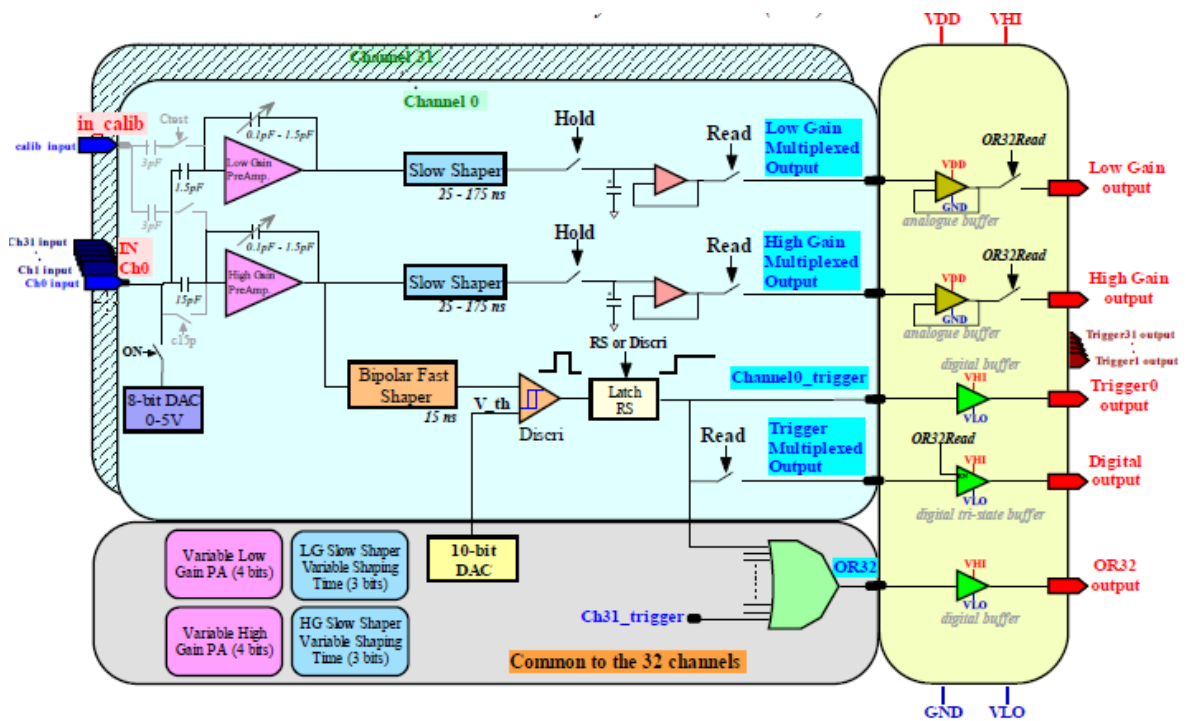 VDD VHI
Channel 31
Channel 0
in_calib
calib input
Ctest
3pF
0.1pF - 1.5pF
1.5pF
Low Gain
PreAmp.
Slow Shaper
25 - 175 ns
Hold
Read
Low Gain
Multiplexed
Output
OR32Read
VDD
GND
analogue buffer
Low Gain
output
3pF
Ch31 input
Ch1 input
Ch0 input
IN
Ch0
0.1pF - 1.5pF
15pF
High Gain
PreAmp.
c15p
Slow Shaper
25 - 175 ns
Hold
Read
High Gain
Multiplexed
Output
OR32Read
VDD
GND
analogue buffer
High Gain
output
ON
8-bit DAC
0-5V
Bipolar Fast
Shaper
15 ns
V_th
Discri
RS or Discri
Latch
RS
Channel0_trigger
digital buffer
VHI
VLO
Trigger31 output
Trigger1 output
Trigger0
output
Read
Trigger
Multiplexed
Output
OR32Read
VHI
VLO
digital tri-state buffer
Digital
output
Variable Low
Gain PA (4 bits)
LG Slow Shaper
Variable Shaping
Time (3 bits)
10-bit
DAC
Variable High
Gain PA (4 bits)
HG Slow Shaper
Variable Shaping
Time (3 bits)
Ch31_trigger
OR32
VHI
VLO
digital buffer
OR32
output
Common to the 32 channels
GND VLO